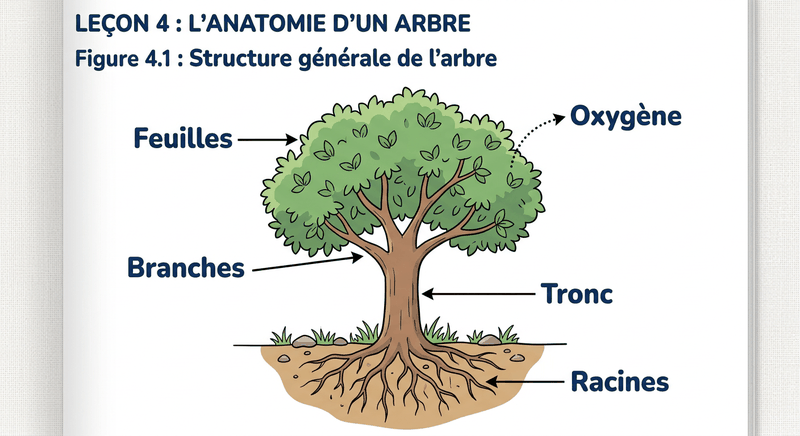 LEÇON 4 : L’ANATOMIE D’UN ARBRE
Figure 4.1 : Structure générale de l’arbre
Oxygène
Feuilles
Branches
Tronc
Racines